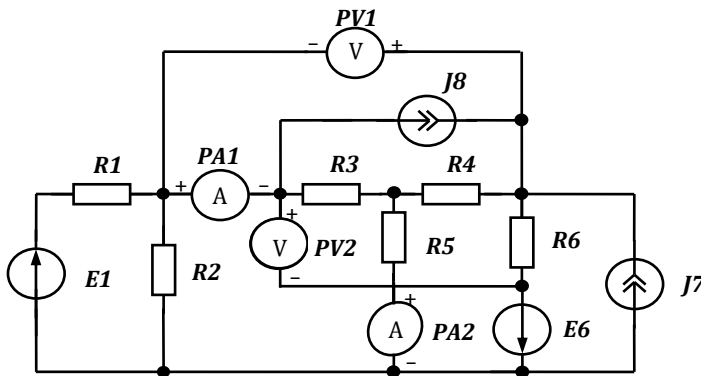 PV1
− V +
J8
R1
PA1
R3
R4
+ A −
+
V
PV2
R5
R6
E1
R2
−
+
J7
A
PA2
E6
−